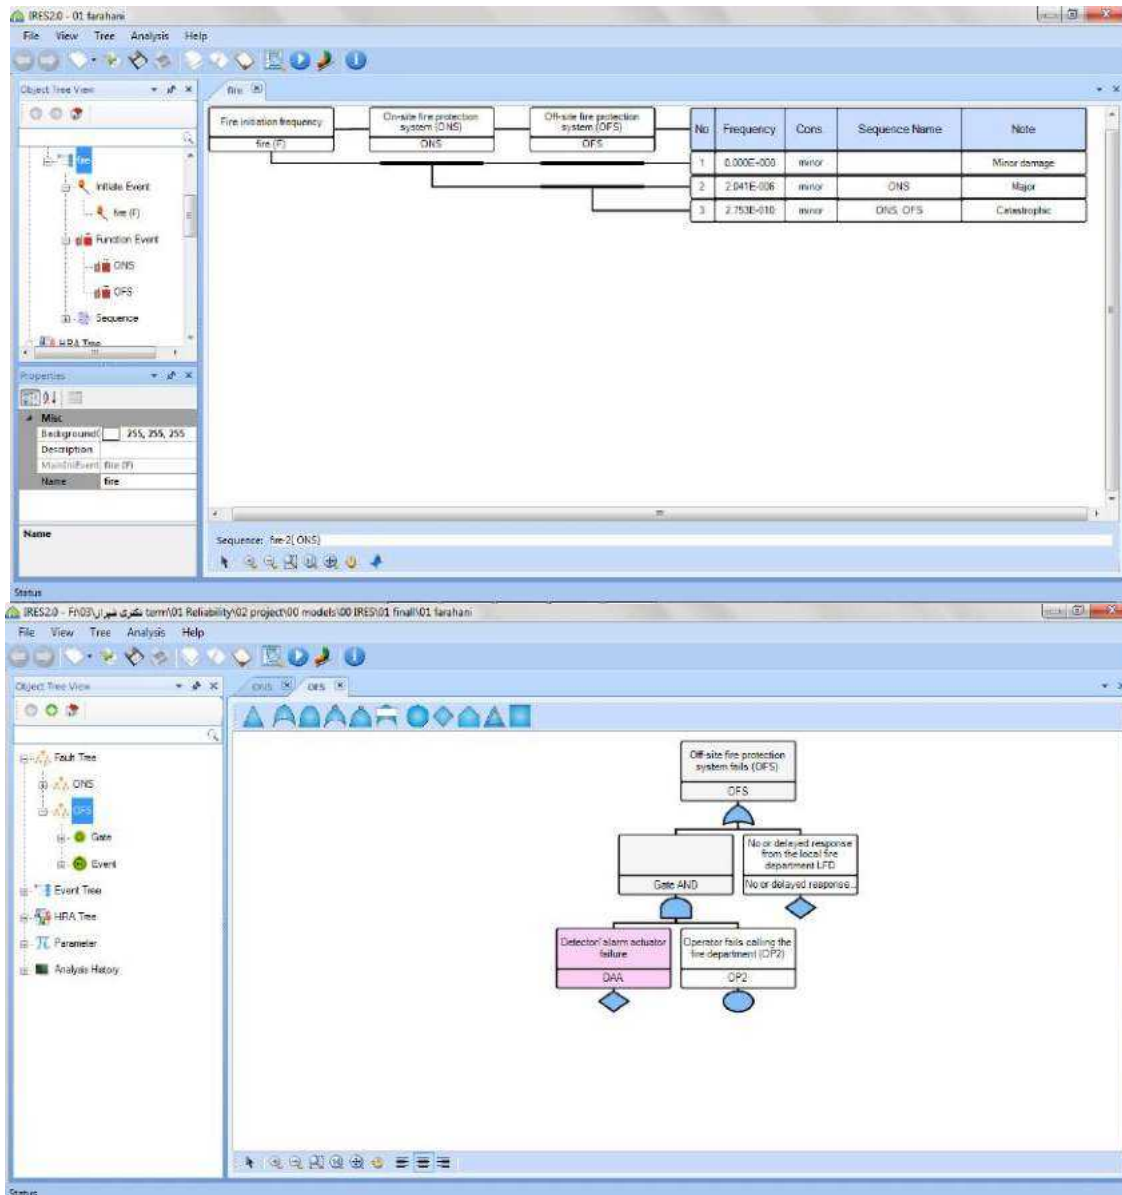 IRES2.0 - 01 farahani
File View Tree Analysis Help
Object Tree View
fire
Initiate Event
fire (F)
Function Event
ONS
OFS
Sequence
HRA Tree
Properties
Misc
Background 255, 255, 255
Description
MainIniEvent fire (F)
Name fire
Name
fire
Fire initiation frequency
fire (F)
On-site fire protection
system (ONS)
ONS
Off-site fire protection
system (OFS)
OFS
No Frequency Cons. Sequence Name Note
1 0.000E+000 minor Minor damage
2 2.041E-006 minor ONS Major
3 2.753E-010 minor ONS, OFS Catastrophic
Sequence: fire-2( ONS)
Status
IRES2.0 - F:\03\ term\01 Reliability\02 project\00 models\00 IRES\01 finall\01 farahani
File View Tree Analysis Help
Object Tree View
Fault Tree
ONS
OFS
Gate
Event
Event Tree
HRA Tree
Parameter
Analysis History
ONS OFS
Off-site fire protection
system fails (OFS)
OFS
Gate AND
No or delayed response
from the local fire
department LFD
No or delayed response...
Detector/ alarm actuator
failure
DAA
Operator fails calling the
fire department (OP2)
OP2
Status